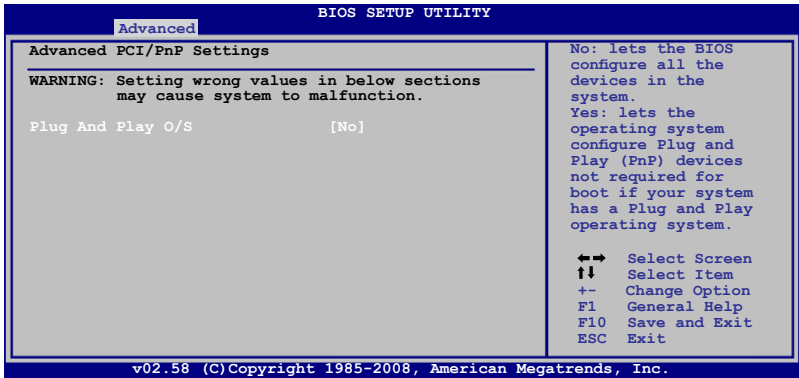 BIOS SETUP UTILITY
Advanced
Advanced PCI/PnP Settings
WARNING: Setting wrong values in below sections
may cause system to malfunction.
Plug And Play O/S [No]
No: lets the BIOS
configure all the
devices in the
system.
Yes: lets the
operating system
configure Plug and
Play (PnP) devices
not required for
boot if your system
has a Plug and Play
operating system.
←→ Select Screen
↑↓ Select Item
+- Change Option
F1 General Help
F10 Save and Exit
ESC Exit
v02.58 (C)Copyright 1985-2008, American Megatrends, Inc.